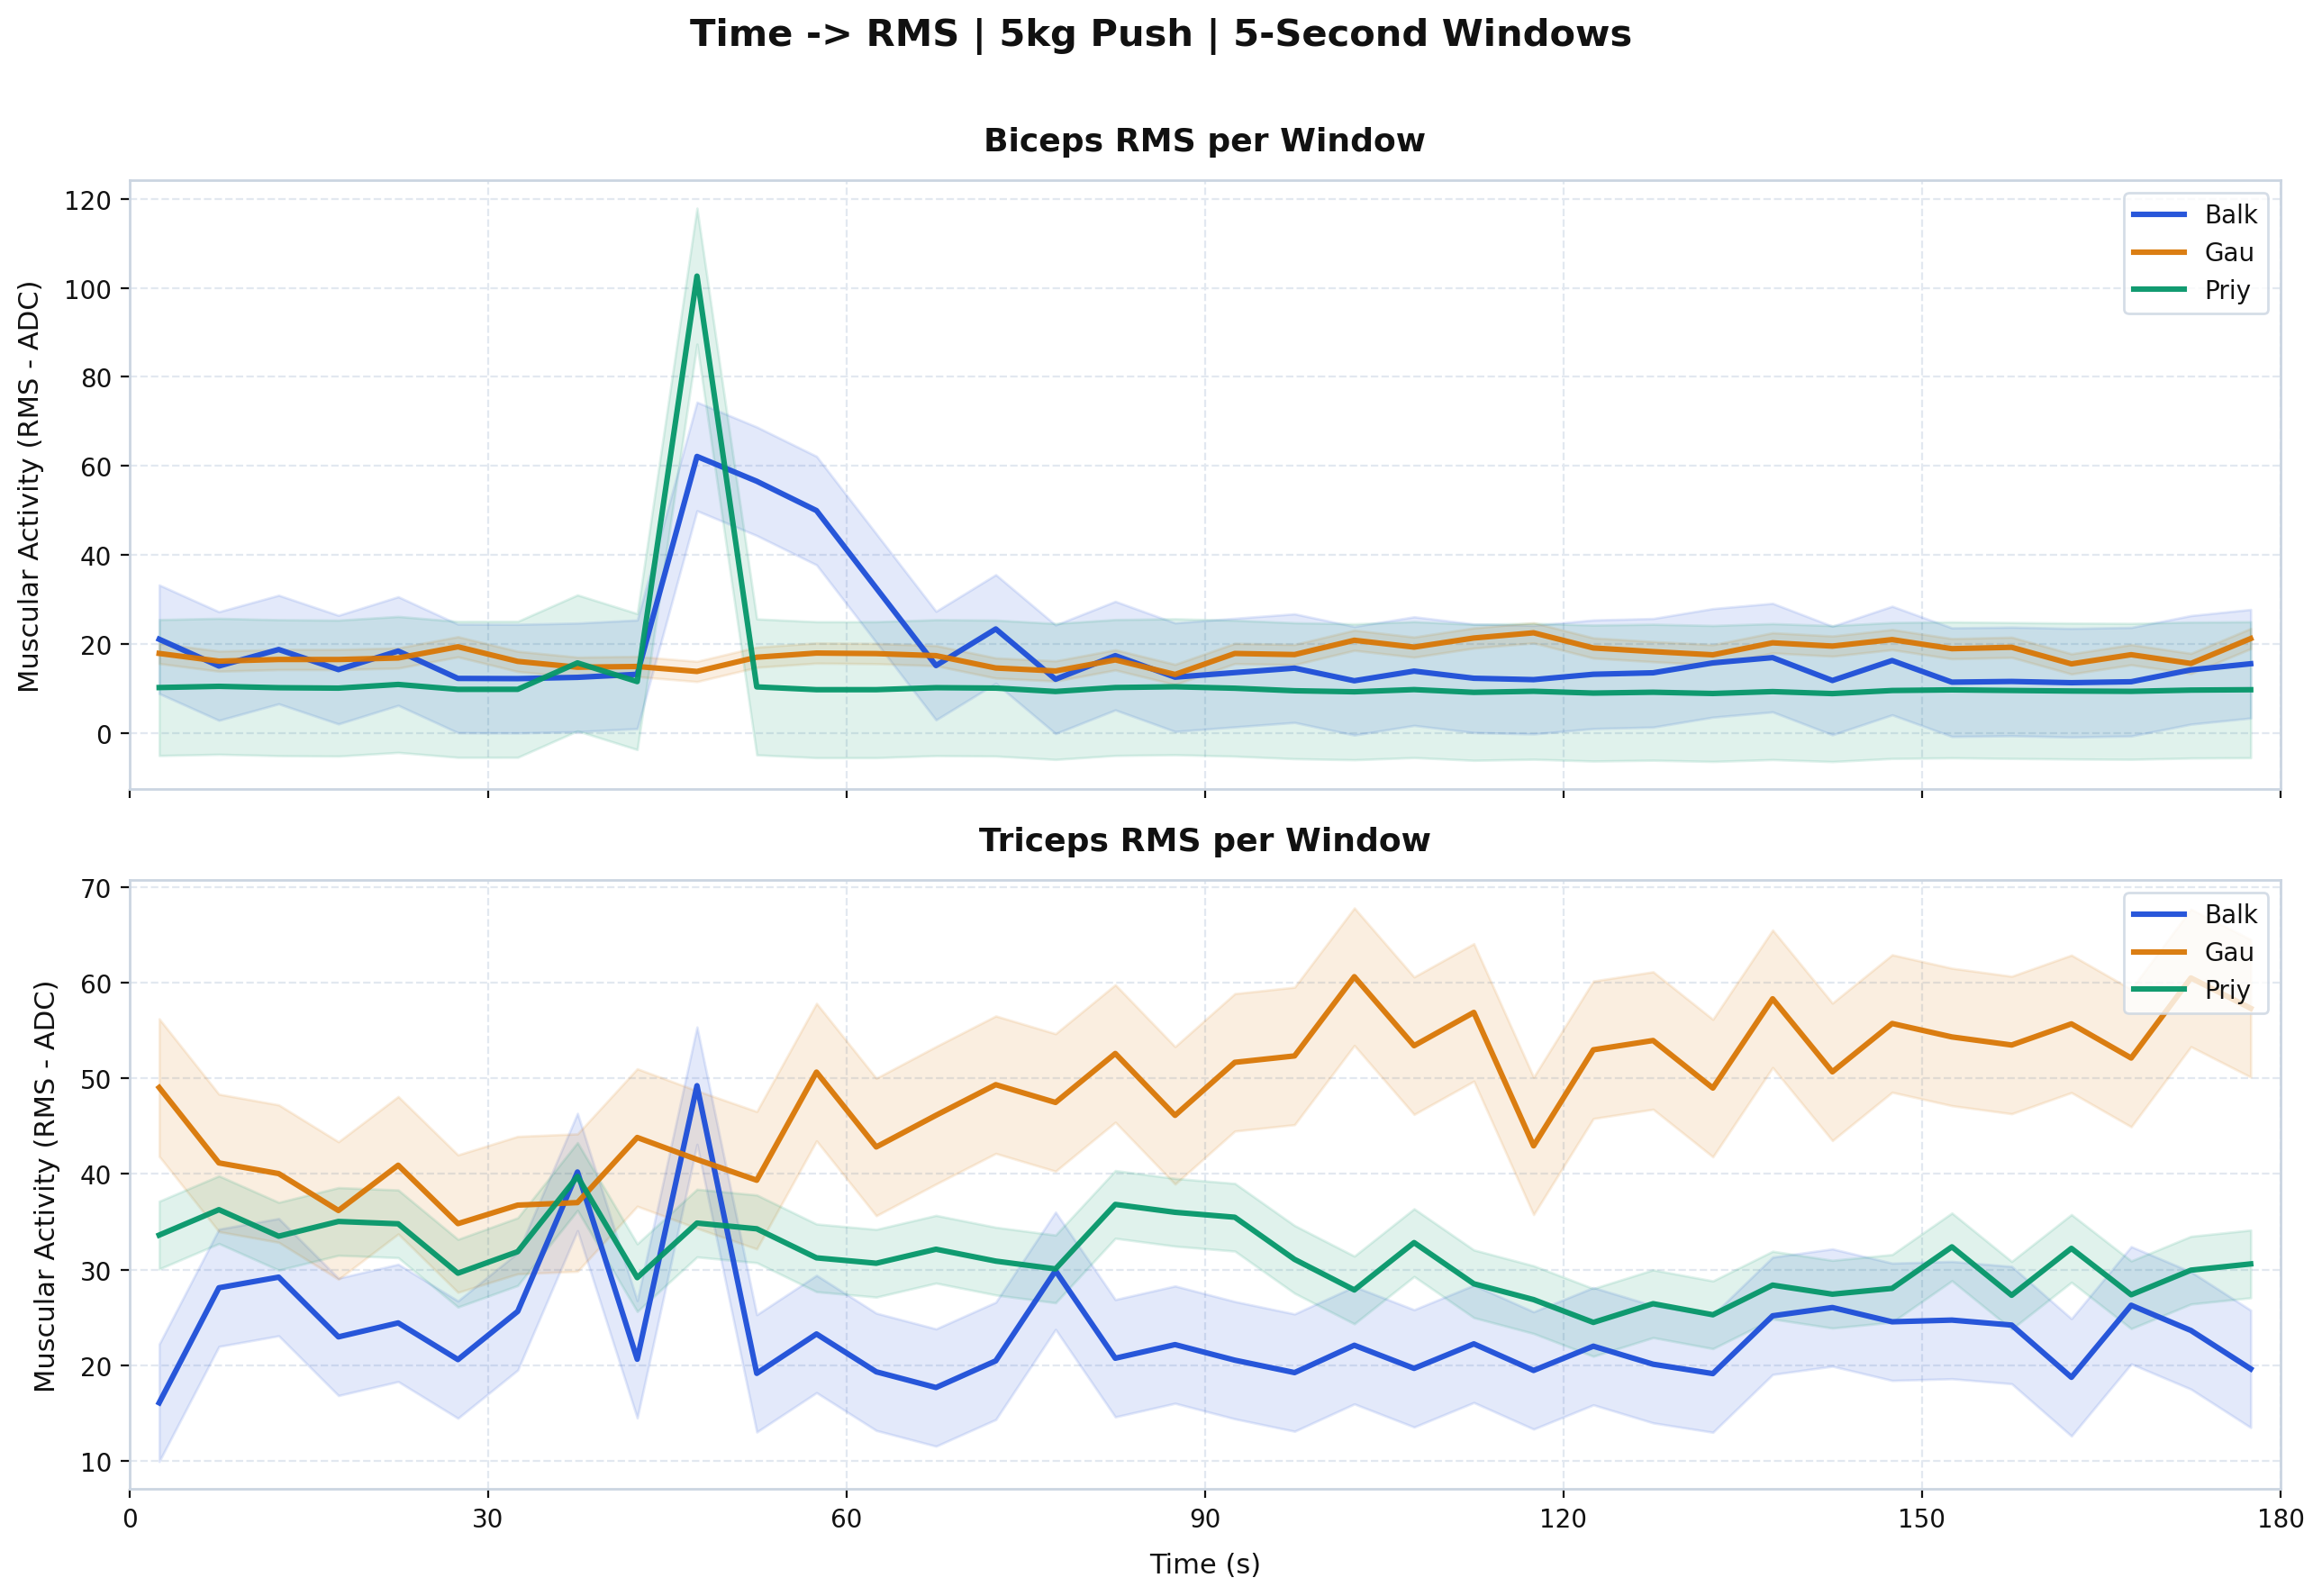 Time -> RMS | 5kg Push | 5-Second Windows
Biceps RMS per Window
Muscular Activity (RMS - ADC)
120
100
80
60
40
20
0
Balk
Gau
Priy
Triceps RMS per Window
Muscular Activity (RMS - ADC)
70
60
50
40
30
20
10
Balk
Gau
Priy
0 30 60 90 120 150 180
Time (s)